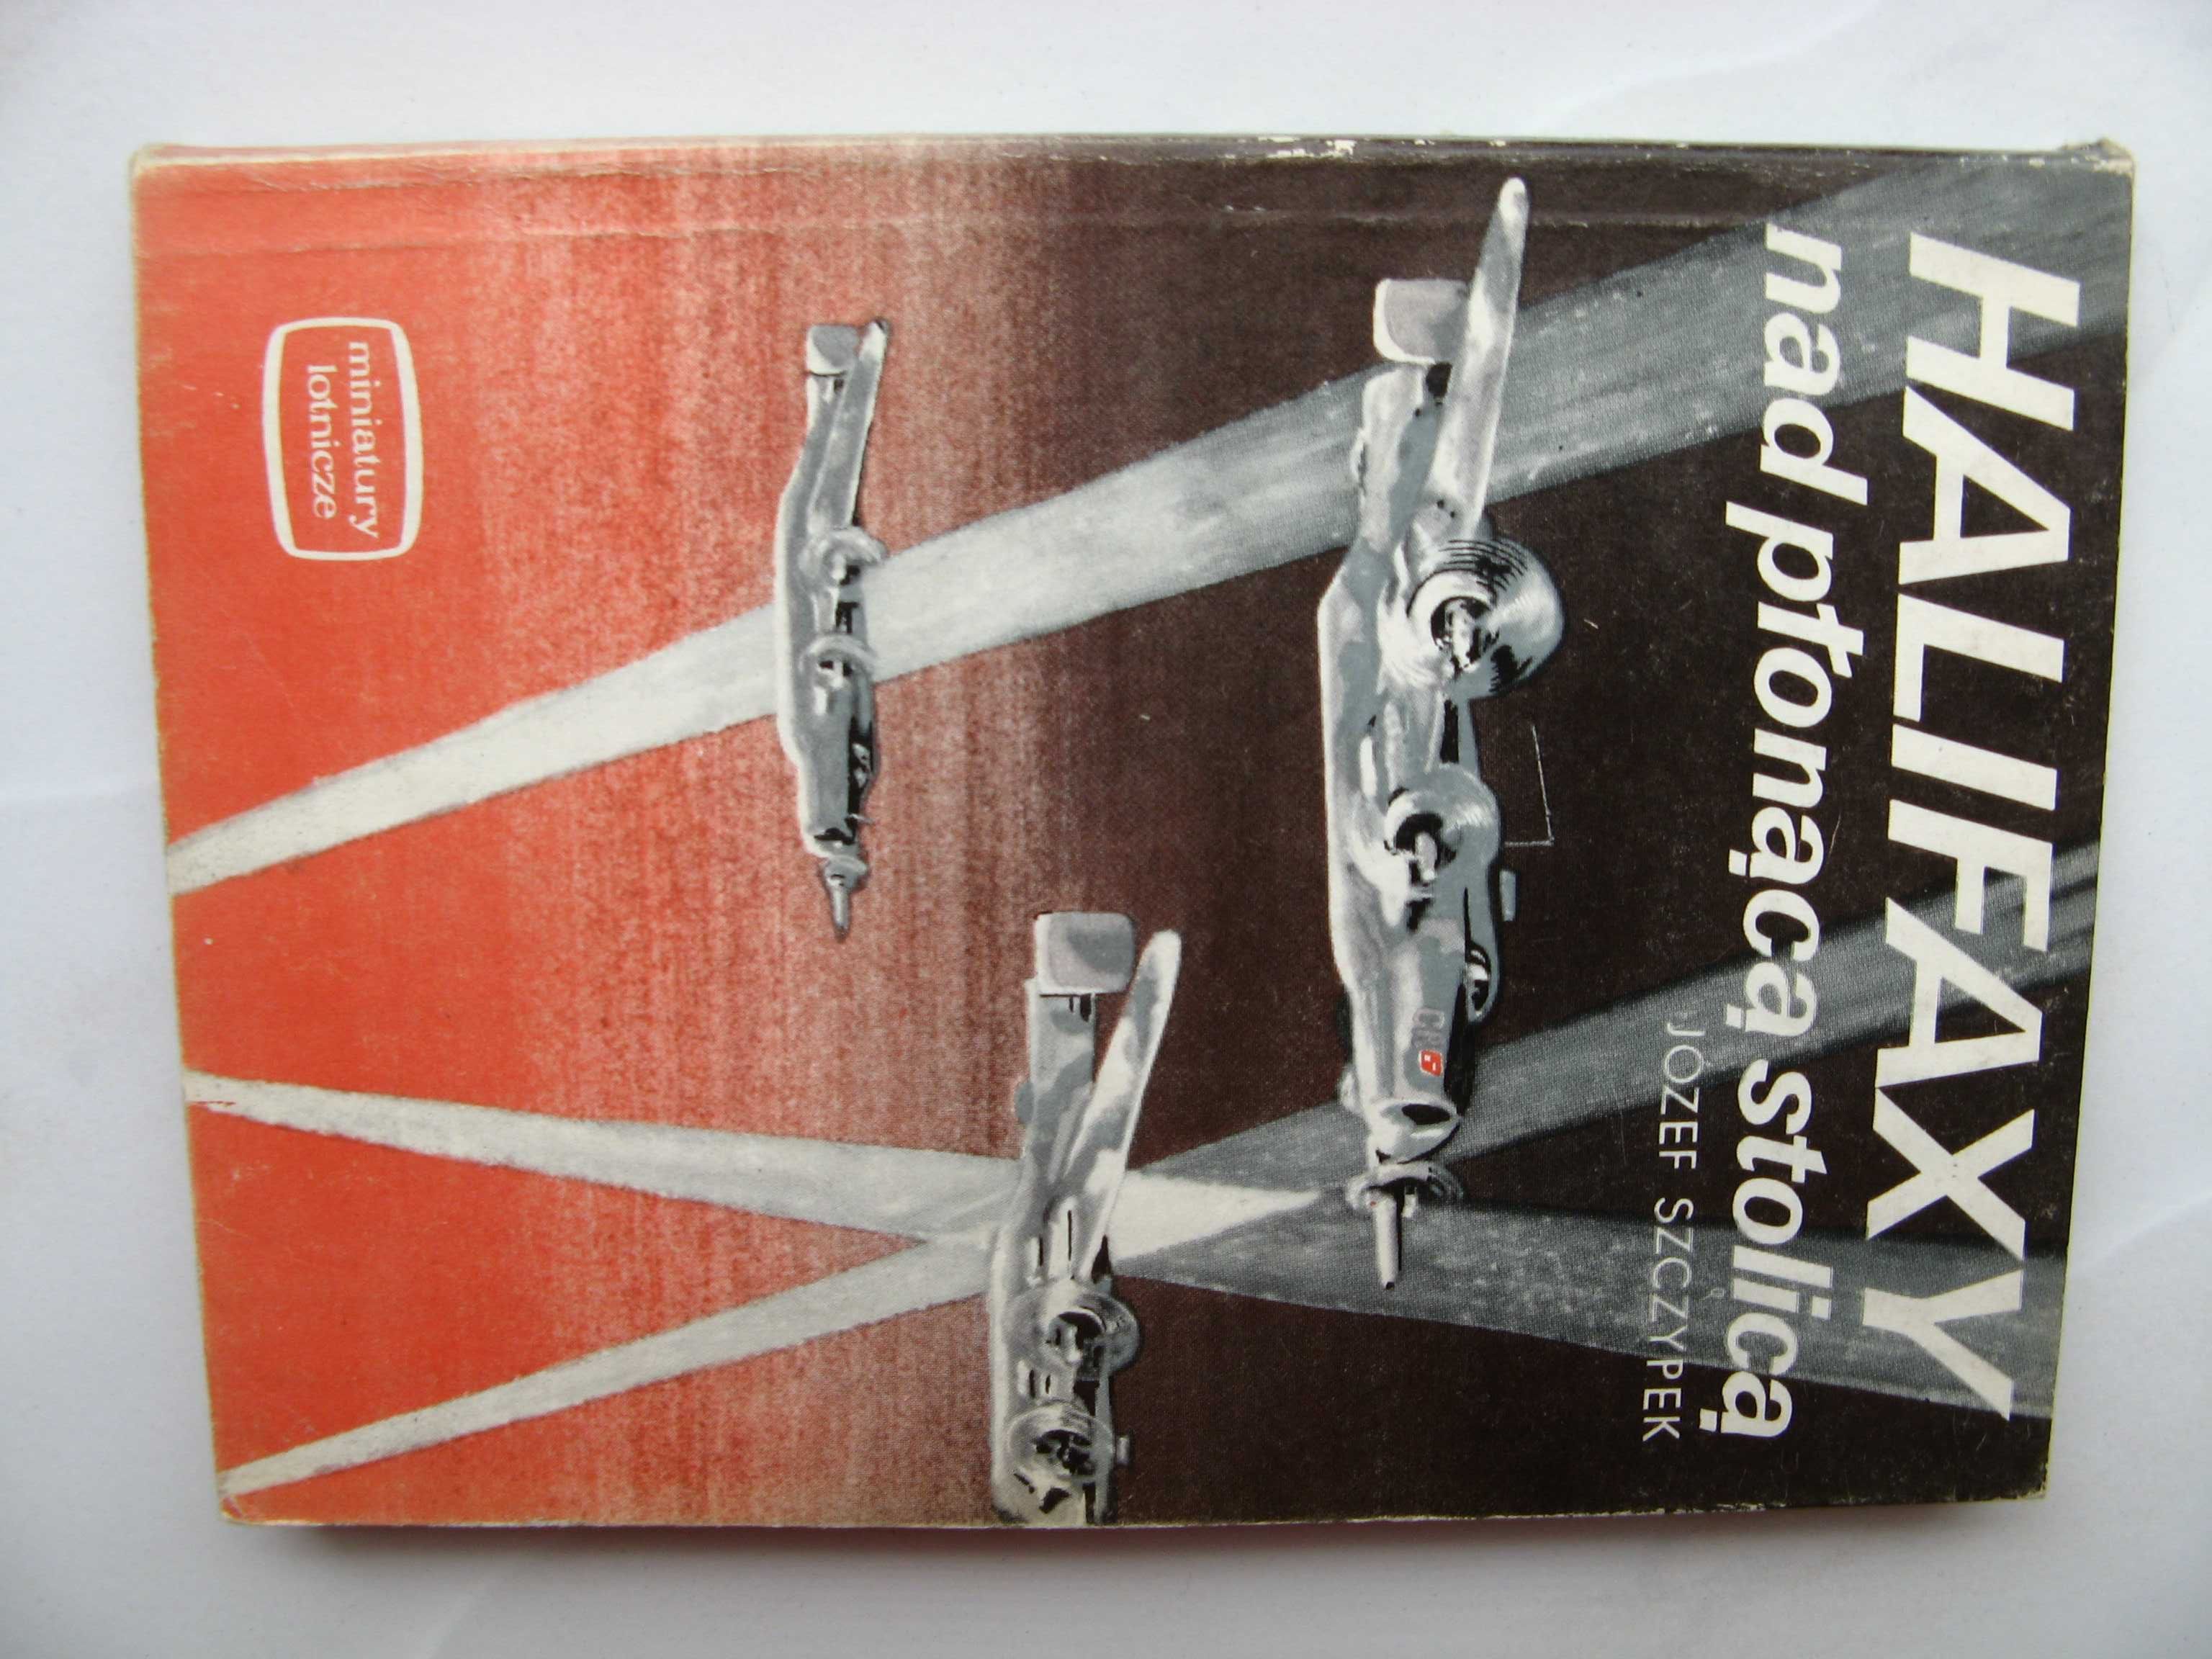 HALIFAXY
nad płonącą stolicą
JÓZEF SZCZYPEK
miniatury
lotnicze